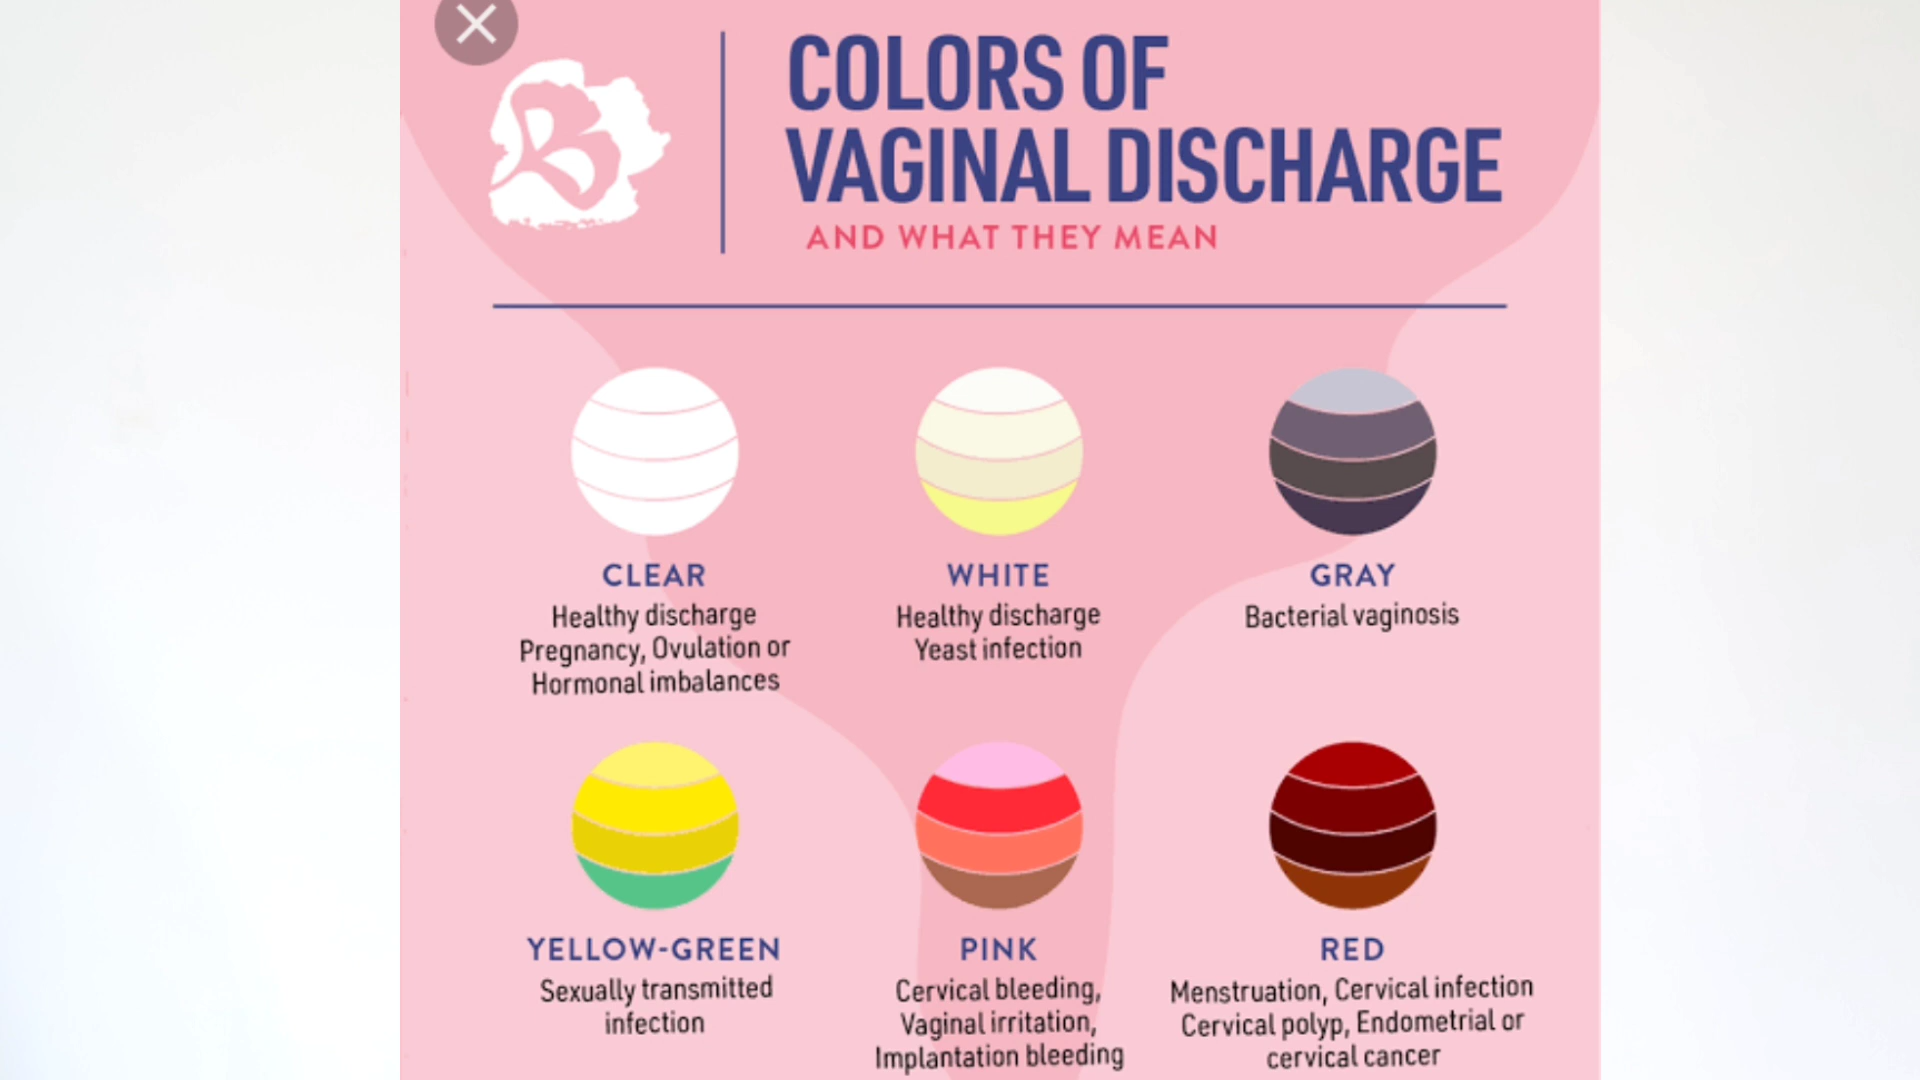 B
COLORS OF
VAGINAL DISCHARGE
AND WHAT THEY MEAN
CLEAR
Healthy discharge
Pregnancy, Ovulation or
Hormonal imbalances
WHITE
Healthy discharge
Yeast infection
GRAY
Bacterial vaginosis
YELLOW-GREEN
Sexually transmitted
infection
PINK
Cervical bleeding,
Vaginal irritation,
Implantation bleeding
RED
Menstruation, Cervical infection
Cervical polyp, Endometrial or
cervical cancer